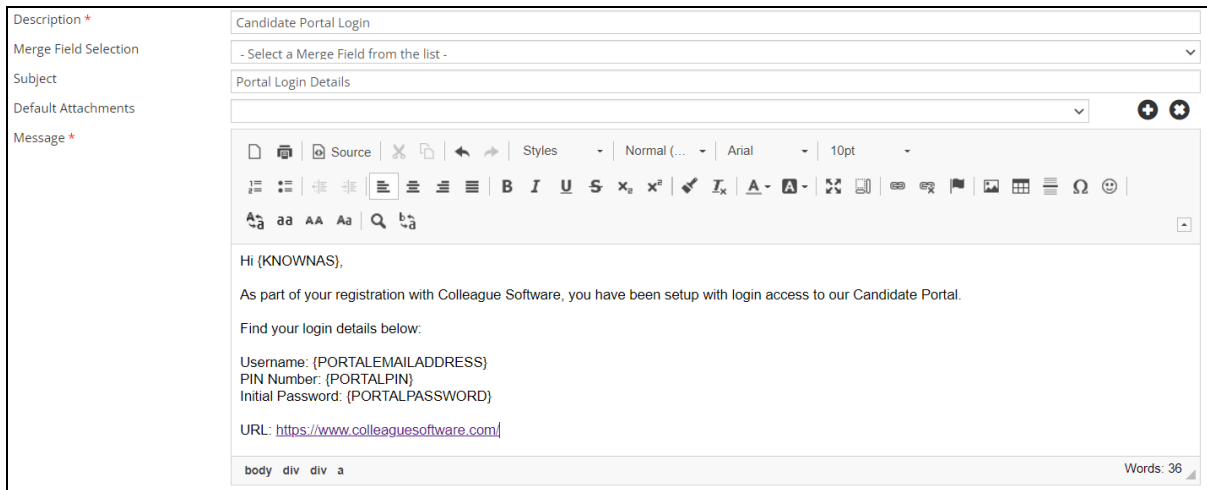 Description *
Candidate Portal Login
Merge Field Selection
- Select a Merge Field from the list -
Subject
Portal Login Details
Default Attachments
Message *
Source Styles Normal (... Arial 10pt
B I U S x₂ x² Ix A A Ω
aa AA Aa
Hi {KNOWNAS},
As part of your registration with Colleague Software, you have been setup with login access to our Candidate Portal.
Find your login details below:
Username: {PORTALEMAILADDRESS}
PIN Number: {PORTALPIN}
Initial Password: {PORTALPASSWORD}
URL: https://www.colleaguesoftware.com/
body div div a
Words: 36